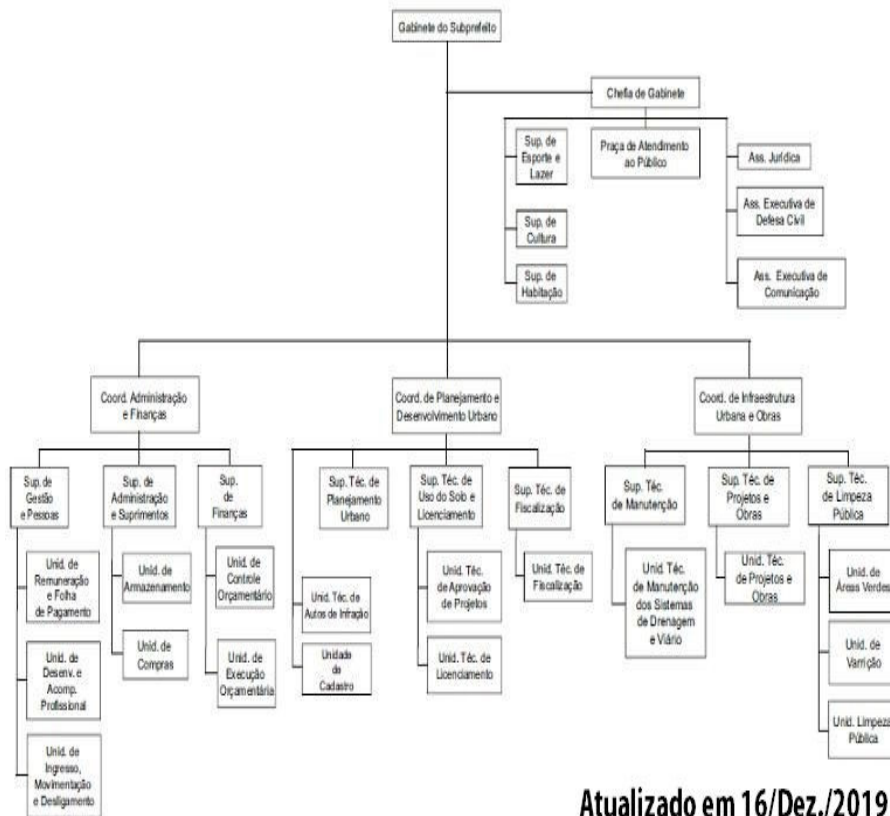 Gabinete do Subprefeito
Chefia de Gabinete
Sup. de
Esporte e
Lazer
Praça de Atendimento
ao Público
Ass. Jurídica
Ass. Executiva de
Defesa Civil
Sup. de
Cultura
Sup. de
Habitação
Ass. Executiva de
Comunicação
Coord. Administração
e Finanças
Coord. de Planejamento e
Desenvolvimento Urbano
Coord. de Infraestrutura
Urbana e Obras
Sup. de
Gestão
e Pessoas
Sup. de
Administração
e Suprimentos
Sup.
de
Finanças
Sup. Téc. de
Planejamento
Urbano
Sup. Téc. de
Uso do Solo e
Licenciamento
Sup. Téc. de
Fiscalização
Sup. Téc.
de Manutenção
Sup. Téc. de
Projetos e
Obras
Sup. Téc.
de Limpeza
Pública
Unid. de
Remuneração
e Folha
de Pagamento
Unid. de
Armazenamento
Unid. de
Controle
Orçamentário
Unid. Téc. de
Autos de Infração
Unid. Téc.
de Aprovação
de Projetos
Unid. Téc. de
Fiscalização
Unid. Téc.
de Manutenção
dos Sistemas
de Drenagem
e Viário
Unid. Téc.
de Projetos e
Obras
Unid. de
Áreas Verdes
Unid. de
Desenv. e
Acomp.
Profissional
Unid. de
Compras
Unid. de
Execução
Orçamentária
Unidade
de
Cadastro
Unid. Téc. de
Licenciamento
Unid. de
Varrição
Unid. de
Ingresso,
Movimentação
e Desligamento
Unid. Limpeza
Pública
Atualizado em 16/Dez./2019